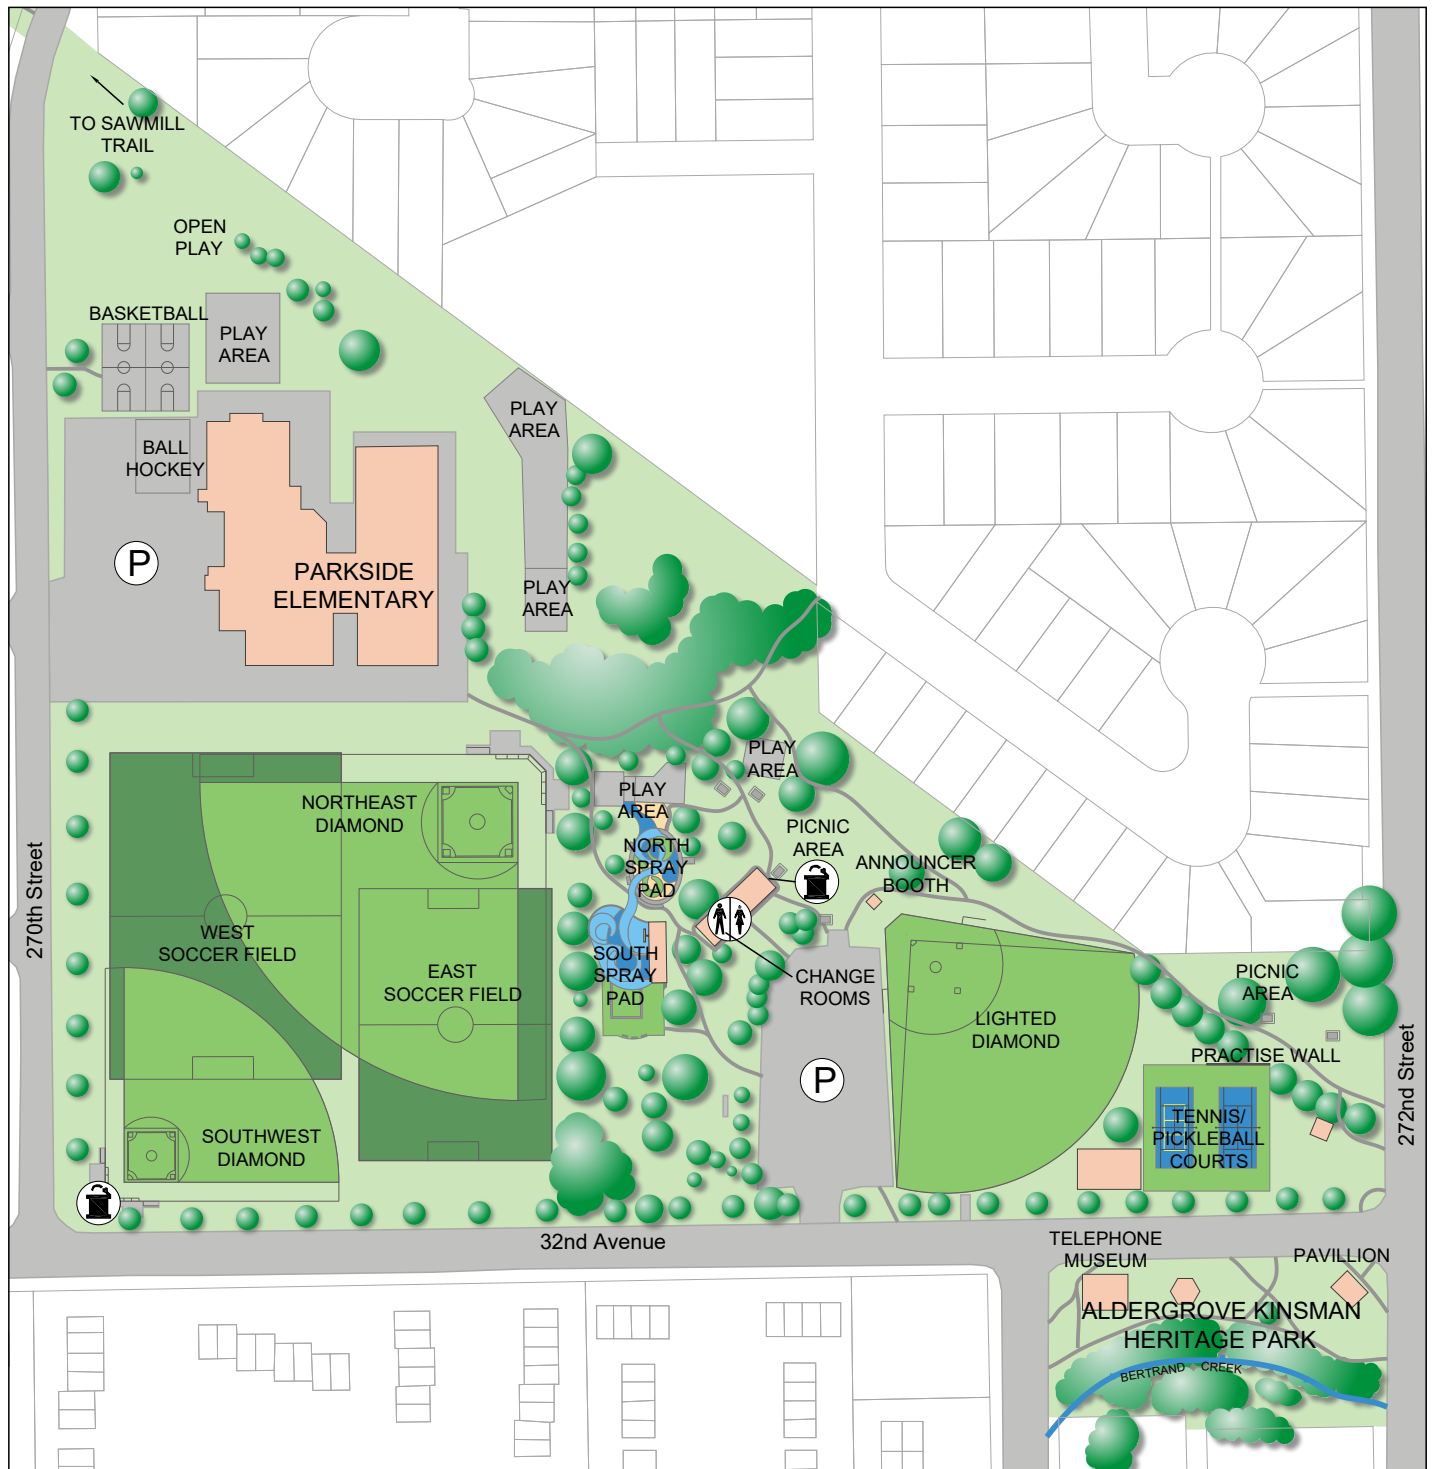 TO SAWMILL
TRAIL
OPEN
PLAY
BASKETBALL
PLAY
AREA
PLAY
AREA
BALL
HOCKEY
P
PARKSIDE
ELEMENTARY
PLAY
AREA
PLAY
AREA
PLAY
AREA
NORTHEAST
DIAMOND
PICNIC
AREA
NORTH
SPRAY
PAD
ANNOUNCER
BOOTH
270th Street
WEST
SOCCER FIELD
EAST
SOCCER FIELD
SOUTH
SPRAY
PAD
CHANGE
ROOMS
PICNIC
AREA
LIGHTED
DIAMOND
P
PRACTISE WALL
272nd Street
TENNIS/
PICKLEBALL
COURTS
SOUTHWEST
DIAMOND
32nd Avenue
TELEPHONE
MUSEUM
PAVILLION
ALDERGROVE KINSMAN
HERITAGE PARK
BERTRAND CREEK